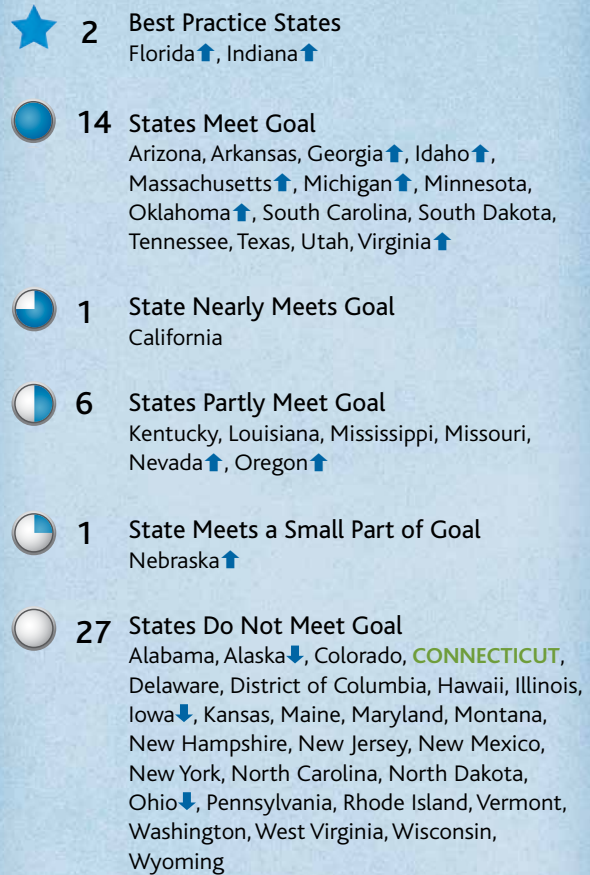 2 Best Practice States
Florida⬆, Indiana⬆
14 States Meet Goal
Arizona, Arkansas, Georgia⬆, Idaho⬆,
Massachusetts⬆, Michigan⬆, Minnesota,
Oklahoma⬆, South Carolina, South Dakota,
Tennessee, Texas, Utah, Virginia⬆
1 State Nearly Meets Goal
California
6 States Partly Meet Goal
Kentucky, Louisiana, Mississippi, Missouri,
Nevada⬆, Oregon⬆
1 State Meets a Small Part of Goal
Nebraska⬆
27 States Do Not Meet Goal
Alabama, Alaska⬇, Colorado, CONNECTICUT,
Delaware, District of Columbia, Hawaii, Illinois,
Iowa⬇, Kansas, Maine, Maryland, Montana,
New Hampshire, New Jersey, New Mexico,
New York, North Carolina, North Dakota,
Ohio⬇, Pennsylvania, Rhode Island, Vermont,
Washington, West Virginia, Wisconsin,
Wyoming